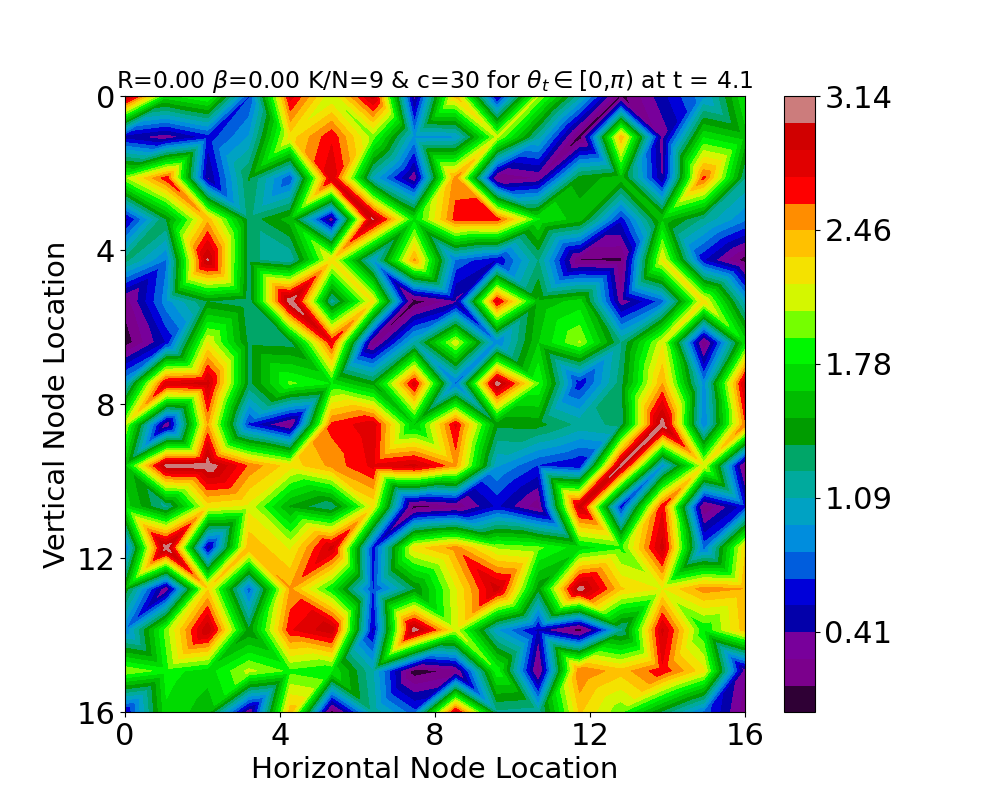 R=0.00 β=0.00 K/N=9 & c=30 for θₜ ∈ [0,π) at t = 4.1
Vertical Node Location
0
4
8
12
16
0 4 8 12 16
Horizontal Node Location
3.14
2.46
1.78
1.09
0.41